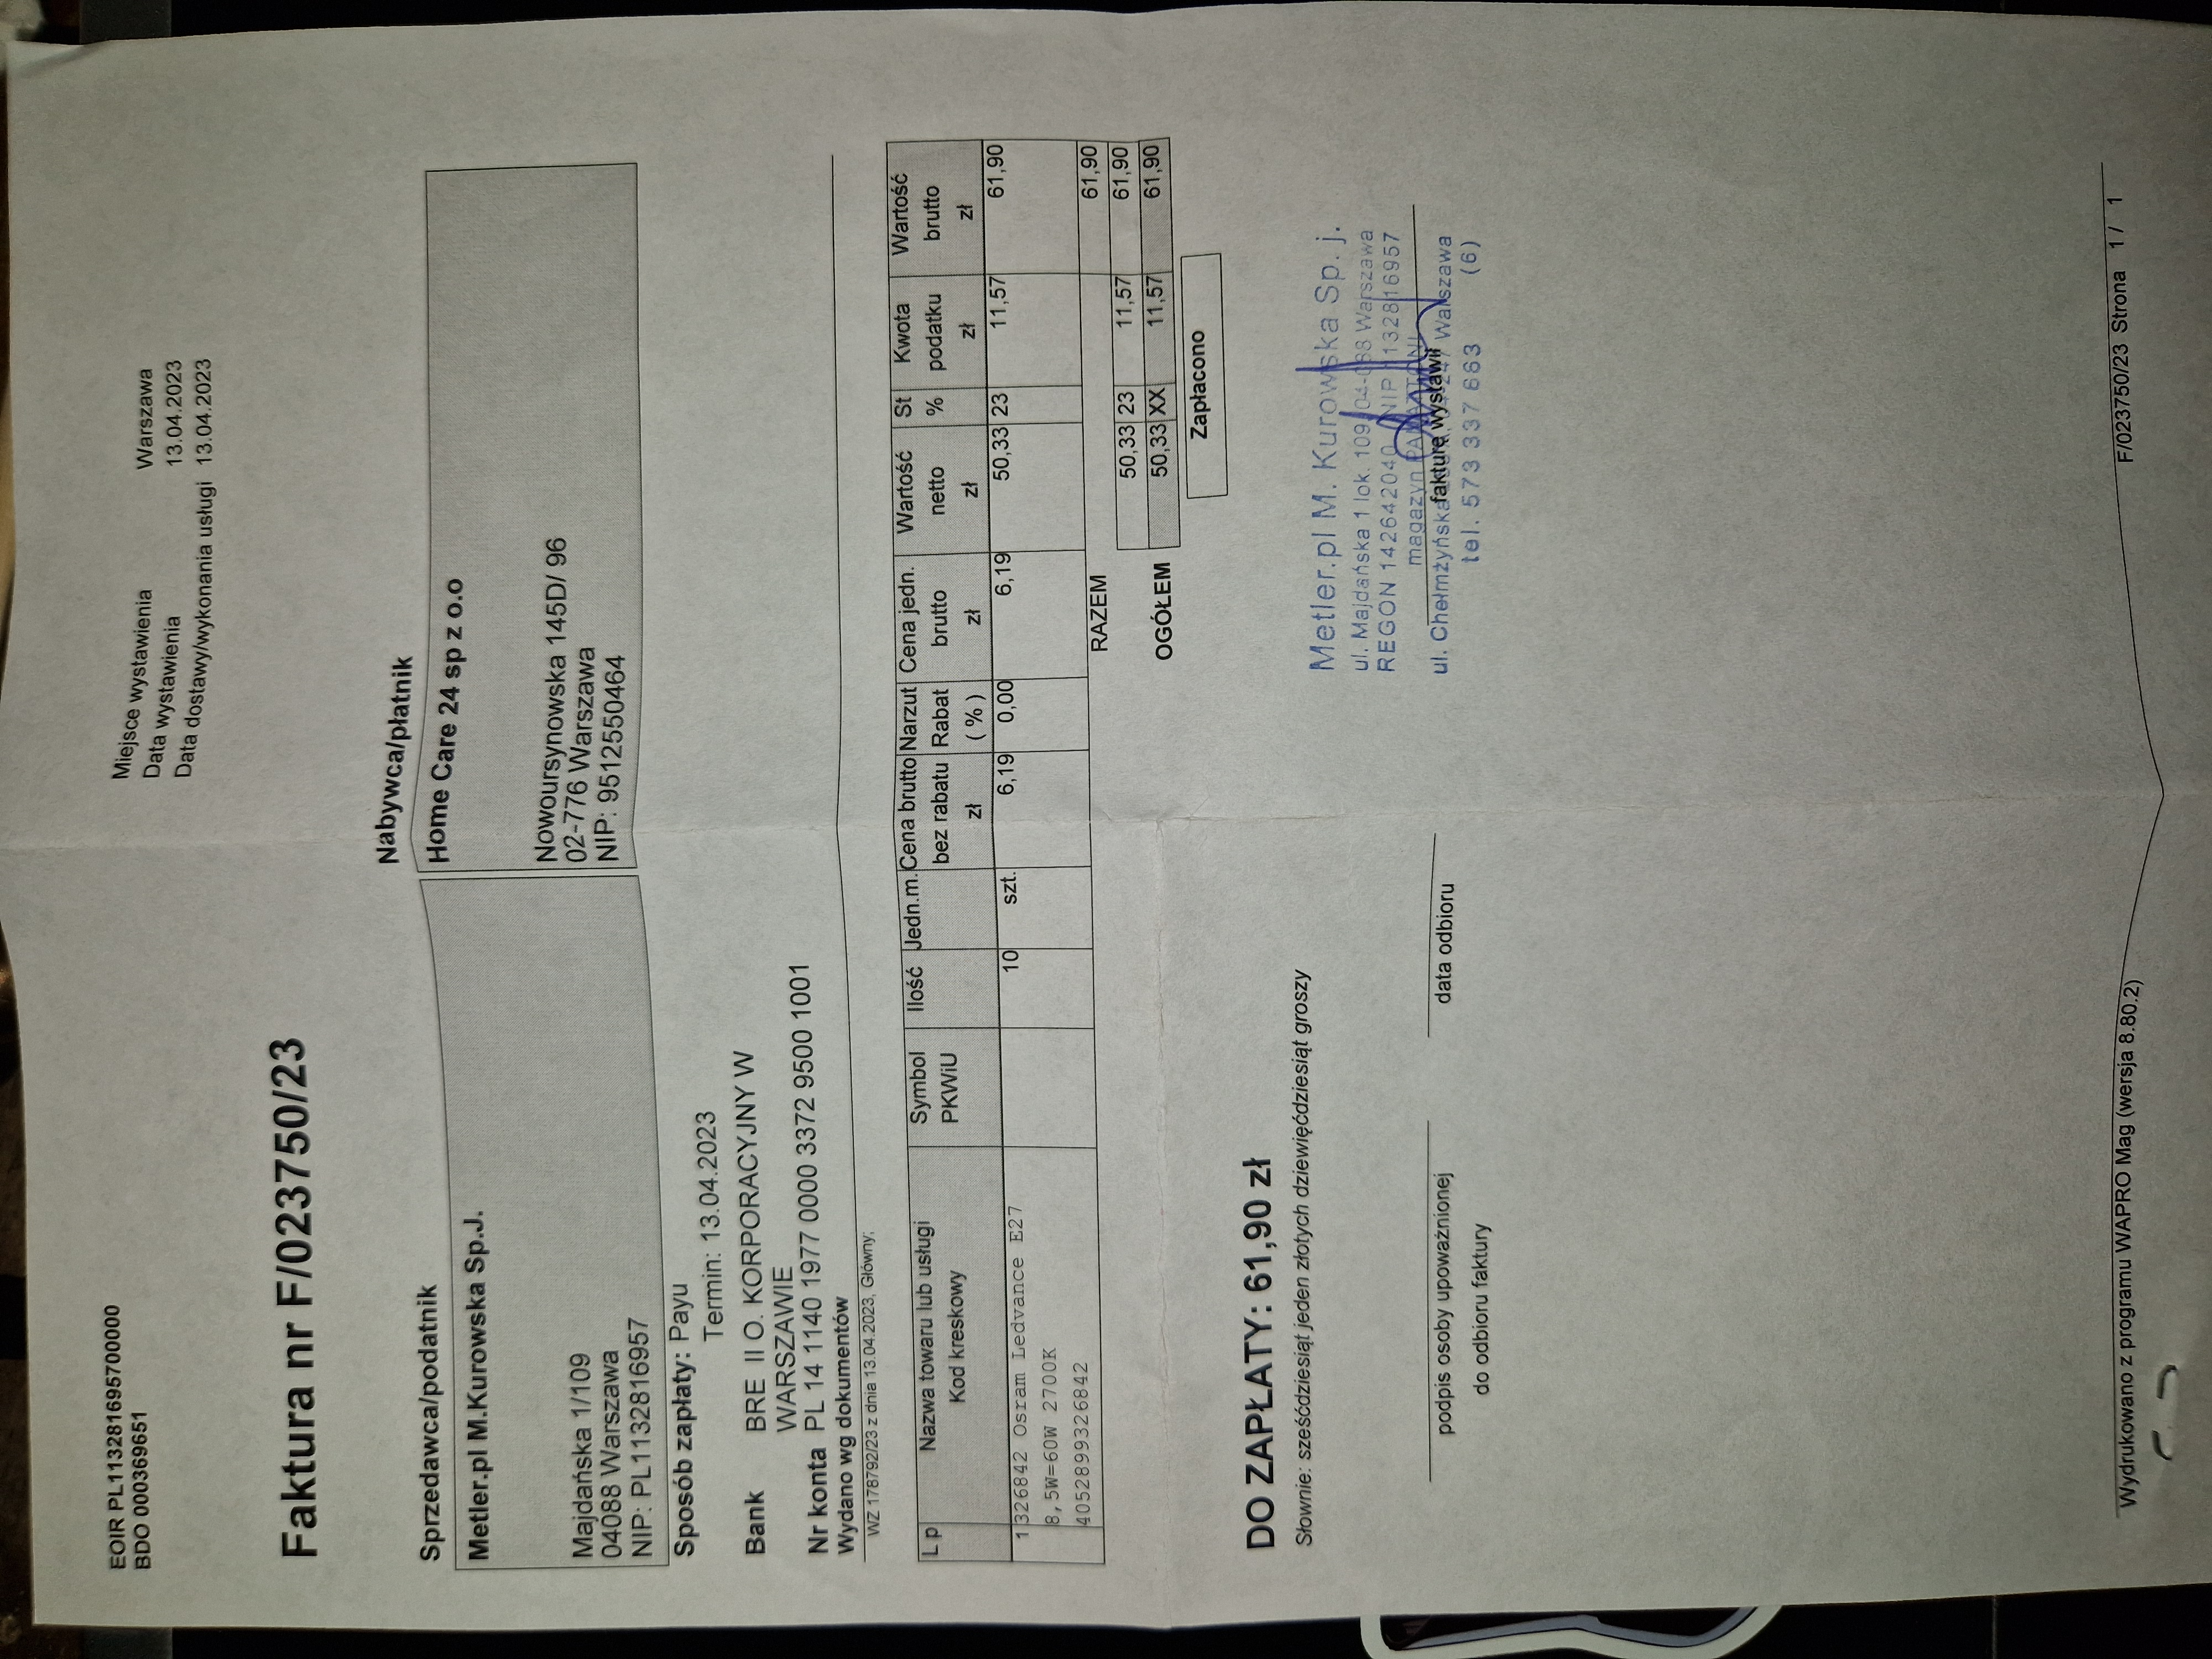 EOIR PL113281695700000
BDO 000369651
Miejsce wystawienia Warszawa
Data wystawienia 13.04.2023
Data dostawy/wykonania usługi 13.04.2023
Faktura nr F/023750/23
Sprzedawca/podatnik
Metler.pl M.Kurowska Sp.J.
Majdańska 1/109
04088 Warszawa
NIP: PL1132816957
Nabywca/płatnik
Home Care 24 sp z o.o
Nowoursynowska 145D/ 96
02-776 Warszawa
NIP: 9512550464
Sposób zapłaty: Payu
Termin: 13.04.2023
Bank BRE II O. KORPORACYJNY W
WARSZAWIE
Nr konta PL 14 1140 1977 0000 3372 9500 1001
Wydano wg dokumentów
WZ 178792/23 z dnia 13.04.2023, Główny;
L p Nazwa towaru lub usługi Symbol Ilość Jedn.m. Cena brutto Narzut Cena jedn. Wartość St Kwota Wartość
Kod kreskowy PKWiU bez rabatu Rabat brutto netto % podatku brutto
zł ( % ) zł zł zł zł
1 326842 Osram Ledvance E27 10 szt. 6,19 0,00 6,19 50,33 23 11,57 61,90
8,5W=60W 2700K
4052899326842
RAZEM 61,90
50,33 23 11,57 61,90
OGÓŁEM 50,33 XX 11,57 61,90
Zapłacono
DO ZAPŁATY: 61,90 zł
Słownie: sześćdziesiąt jeden złotych dziewięćdziesiąt groszy
Metler.pl M. Kurowska Sp. j.
ul. Majdańska 1 lok. 109, 04-088 Warszawa
REGON 142642040 NIP 1132816957
magazyn
ul. Chełmżyńska Warszawa
fakturę wystawił
tel. 573 337 663 (6)
podpis osoby upoważnionej
do odbioru faktury
data odbioru
Wydrukowano z programu WAPRO Mag (wersja 8.80.2)
F/023750/23 Strona 1 / 1